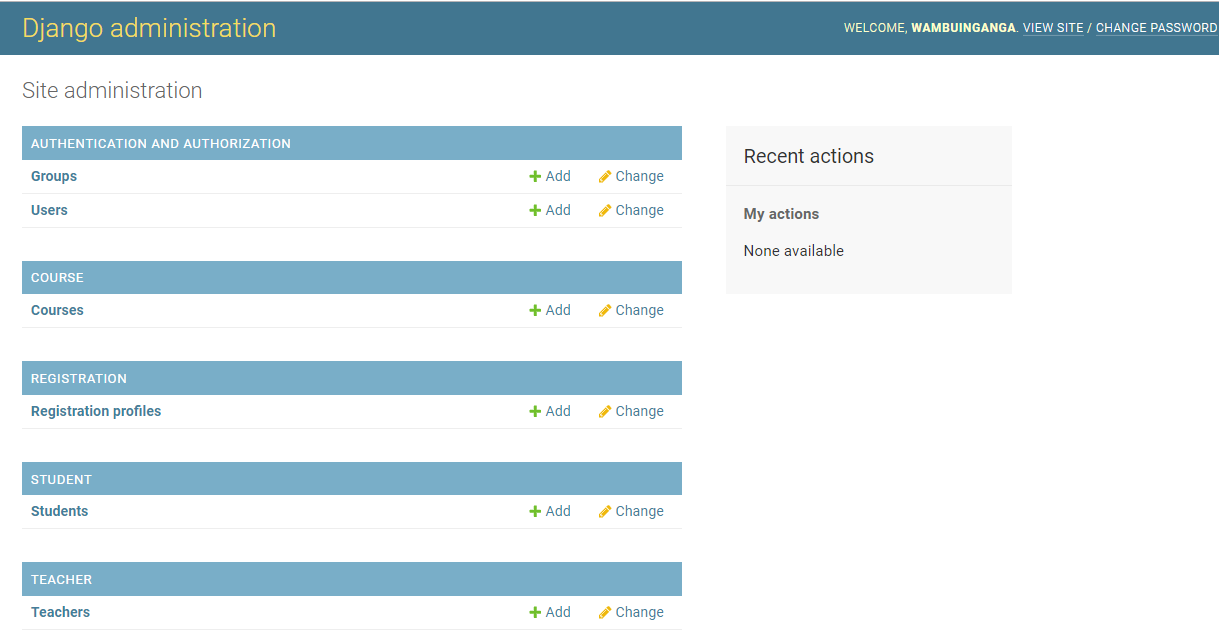 Django administration
WELCOME, WAMBUINGANGA. VIEW SITE / CHANGE PASSWORD
Site administration
AUTHENTICATION AND AUTHORIZATION
Groups Add Change
Users Add Change
COURSE
Courses Add Change
REGISTRATION
Registration profiles Add Change
STUDENT
Students Add Change
TEACHER
Teachers Add Change
Recent actions
My actions
None available